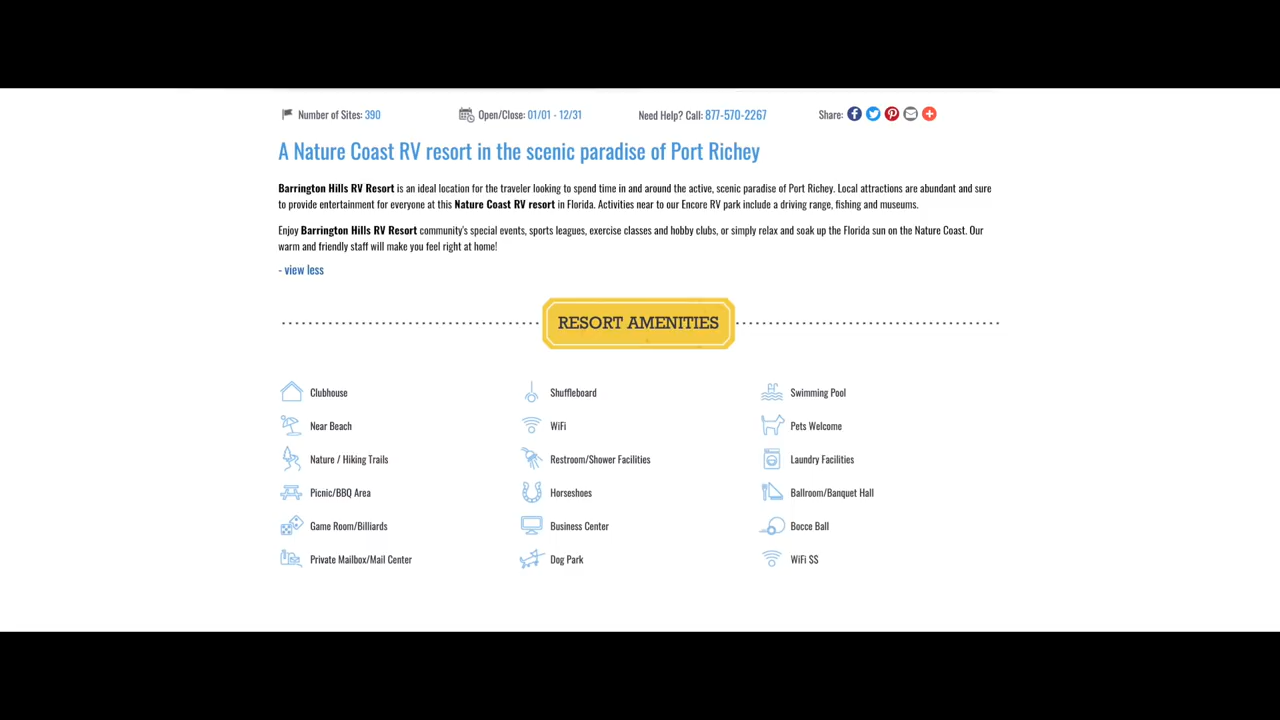 Number of Sites: 390
Open/Close: 01/01 - 12/31
Need Help? Call: 877-570-2267
Share:
A Nature Coast RV resort in the scenic paradise of Port Richey
Barrington Hills RV Resort is an ideal location for the traveler looking to spend time in and around the active, scenic paradise of Port Richey. Local attractions are abundant and sure
to provide entertainment for everyone at this Nature Coast RV resort in Florida. Activities near to our Encore RV park include a driving range, fishing and museums.
Enjoy Barrington Hills RV Resort community's special events, sports leagues, exercise classes and hobby clubs, or simply relax and soak up the Florida sun on the Nature Coast. Our
warm and friendly staff will make you feel right at home!
- view less
RESORT AMENITIES
Clubhouse
Shuffleboard
Swimming Pool
Near Beach
WiFi
Pets Welcome
Nature / Hiking Trails
Restroom/Shower Facilities
Laundry Facilities
Picnic/BBQ Area
Horseshoes
Ballroom/Banquet Hall
Game Room/Billiards
Business Center
Bocce Ball
Private Mailbox/Mail Center
Dog Park
WiFi $$